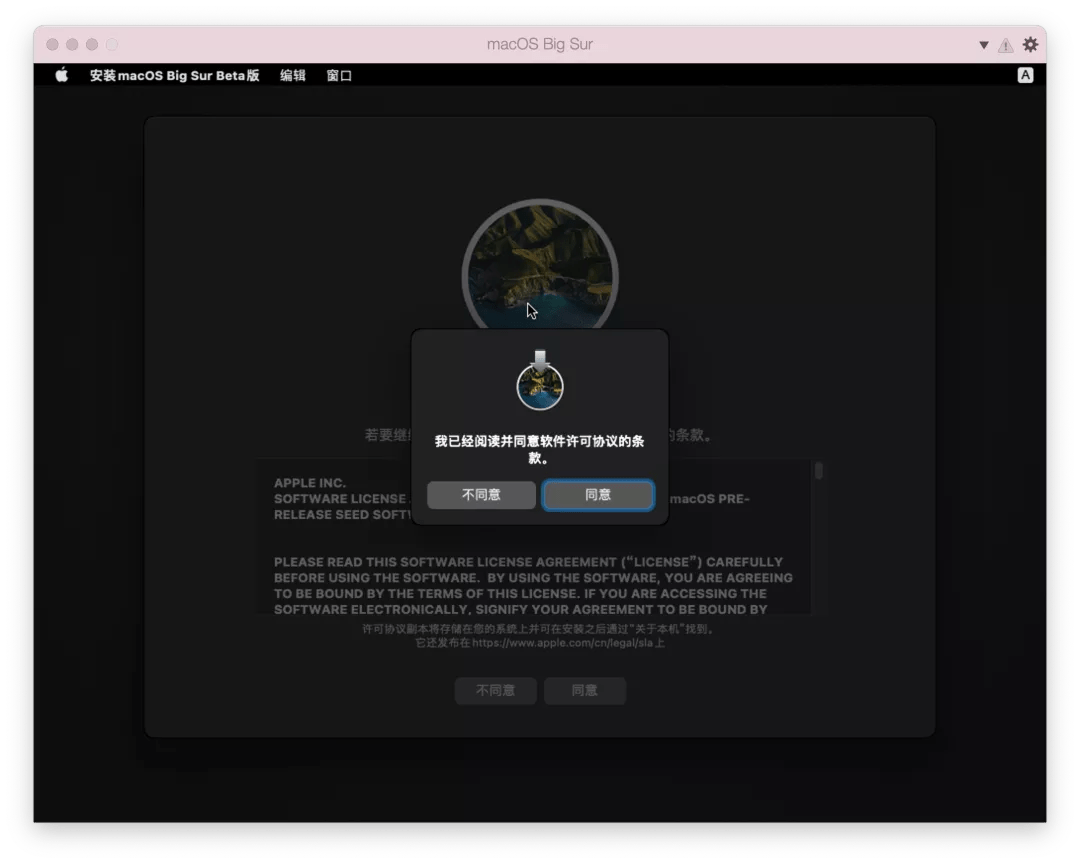 macOS Big Sur
安装macOS Big Sur Beta版 编辑 窗口 A
若要继
的条款。
我已经阅读并同意软件许可协议的条
款。
不同意 同意
APPLE INC.
SOFTWARE LICENSE macOS PRE-
RELEASE SEED SOFTW
PLEASE READ THIS SOFTWARE LICENSE AGREEMENT (“LICENSE”) CAREFULLY
BEFORE USING THE SOFTWARE. BY USING THE SOFTWARE, YOU ARE AGREEING
TO BE BOUND BY THE TERMS OF THIS LICENSE. IF YOU ARE ACCESSING THE
SOFTWARE ELECTRONICALLY, SIGNIFY YOUR AGREEMENT TO BE BOUND BY
许可协议副本将存储在您的系统上并可在安装之后通过“关于本机”找到。
它还发布在 https://www.apple.com/cn/legal/sla 上
不同意 同意